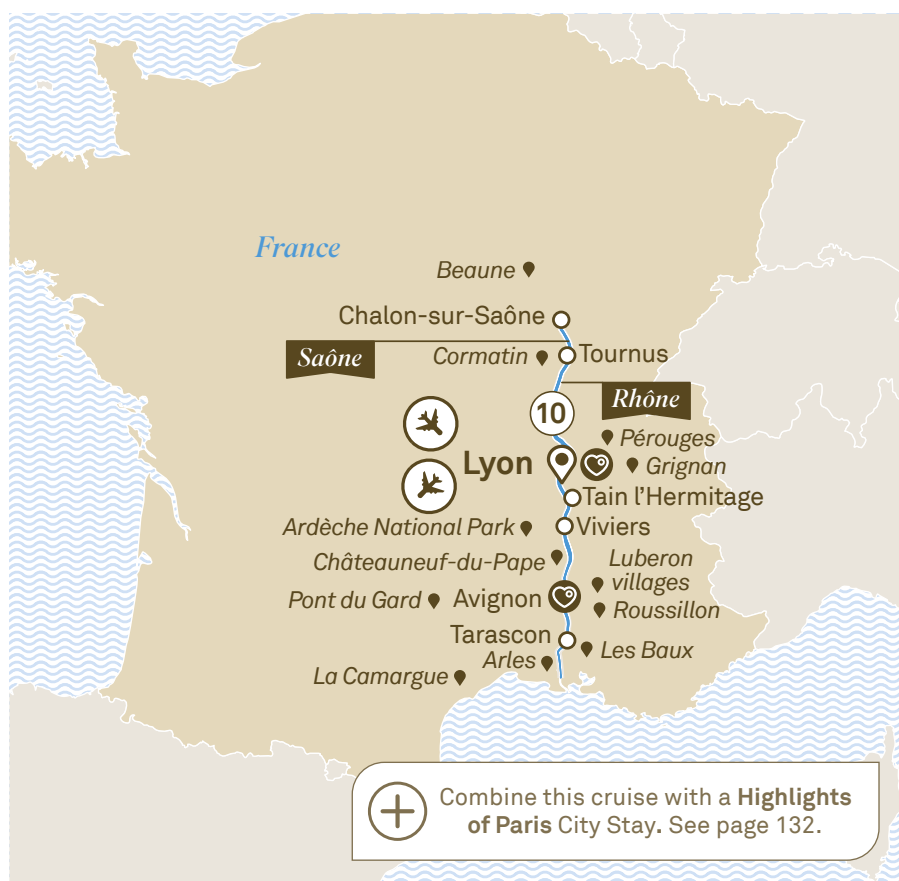 France
Beaune
Chalon-sur-Saône
Saône
Cormatin
Tournus
Rhône
10
Pérouges
Lyon
Grignan
Tain l'Hermitage
Ardèche National Park
Viviers
Châteauneuf-du-Pape
Luberon
villages
Pont du Gard
Avignon
Roussillon
Tarascon
Les Baux
Arles
La Camargue
Combine this cruise with a Highlights
of Paris City Stay. See page 132.